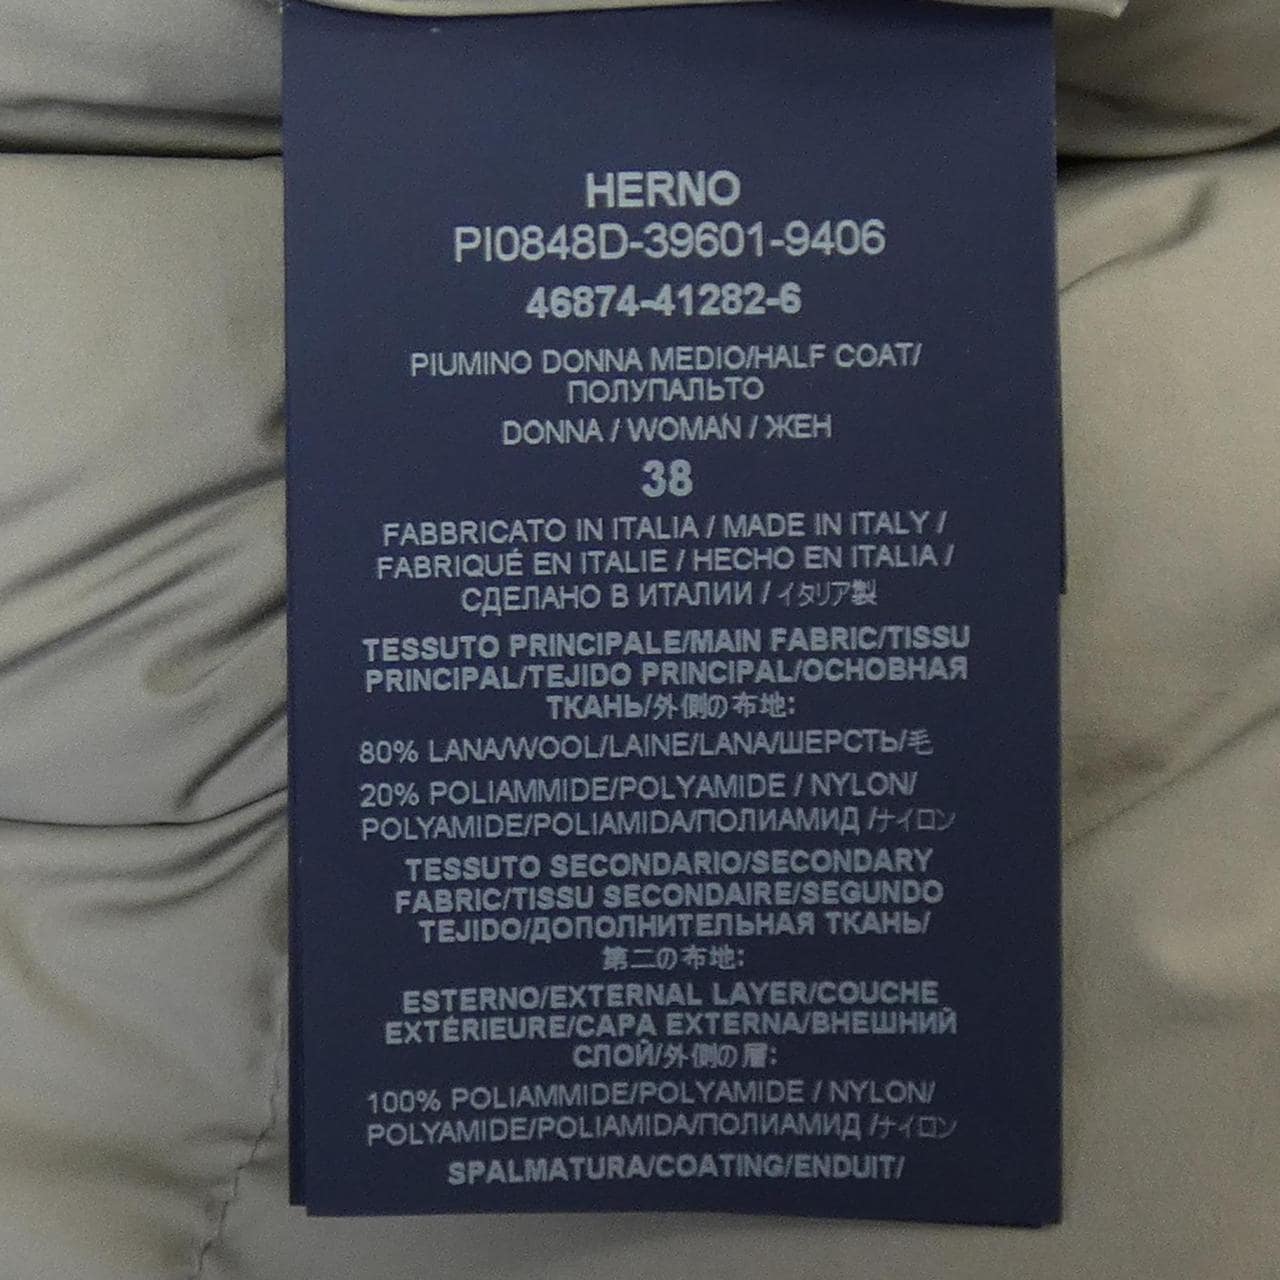 HERNO
PI0848D-39601-9406
46874-41282-6
PIUMINO DONNA MEDIO/HALF COAT/
ПОЛУПАЛЬТО
DONNA / WOMAN / ЖЕН
38
FABBRICATO IN ITALIA / MADE IN ITALY /
FABRIQUÉ EN ITALIE / HECHO EN ITALIA /
СДЕЛАНО В ИТАЛИИ / イタリア製
TESSUTO PRINCIPALE/MAIN FABRIC/TISSU
PRINCIPAL/TEJIDO PRINCIPAL/ОСНОВНАЯ
ТКАНЬ/外側の布地:
80% LANA/WOOL/LAINE/LANA/ШЕРСТЬ/毛
20% POLIAMMIDE/POLYAMIDE / NYLON/
POLYAMIDE/POLIAMIDA/ПОЛИАМИД /ナイロン
TESSUTO SECONDARIO/SECONDARY
FABRIC/TISSU SECONDAIRE/SEGUNDO
TEJIDO/ДОПОЛНИТЕЛЬНАЯ ТКАНЬ/
第二の布地:
ESTERNO/EXTERNAL LAYER/COUCHE
EXTÉRIEURE/CAPA EXTERNA/ВНЕШНИЙ
СЛОЙ/外側の層:
100% POLIAMMIDE/POLYAMIDE / NYLON/
POLYAMIDE/POLIAMIDA/ПОЛИАМИД /ナイロン
SPALMATURA/COATING/ENDUIT/